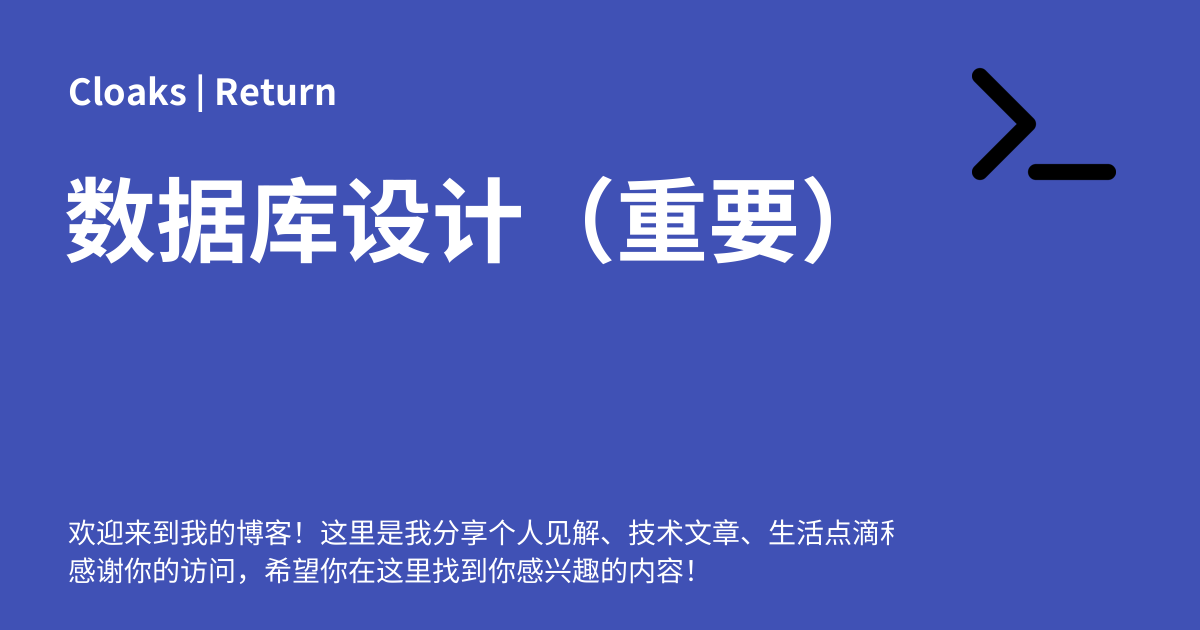 Cloaks | Return
数据库设计（重要）
欢迎来到我的博客！这里是我分享个人见解、技术文章、生活点滴
感谢你的访问，希望你在这里找到你感兴趣的内容！